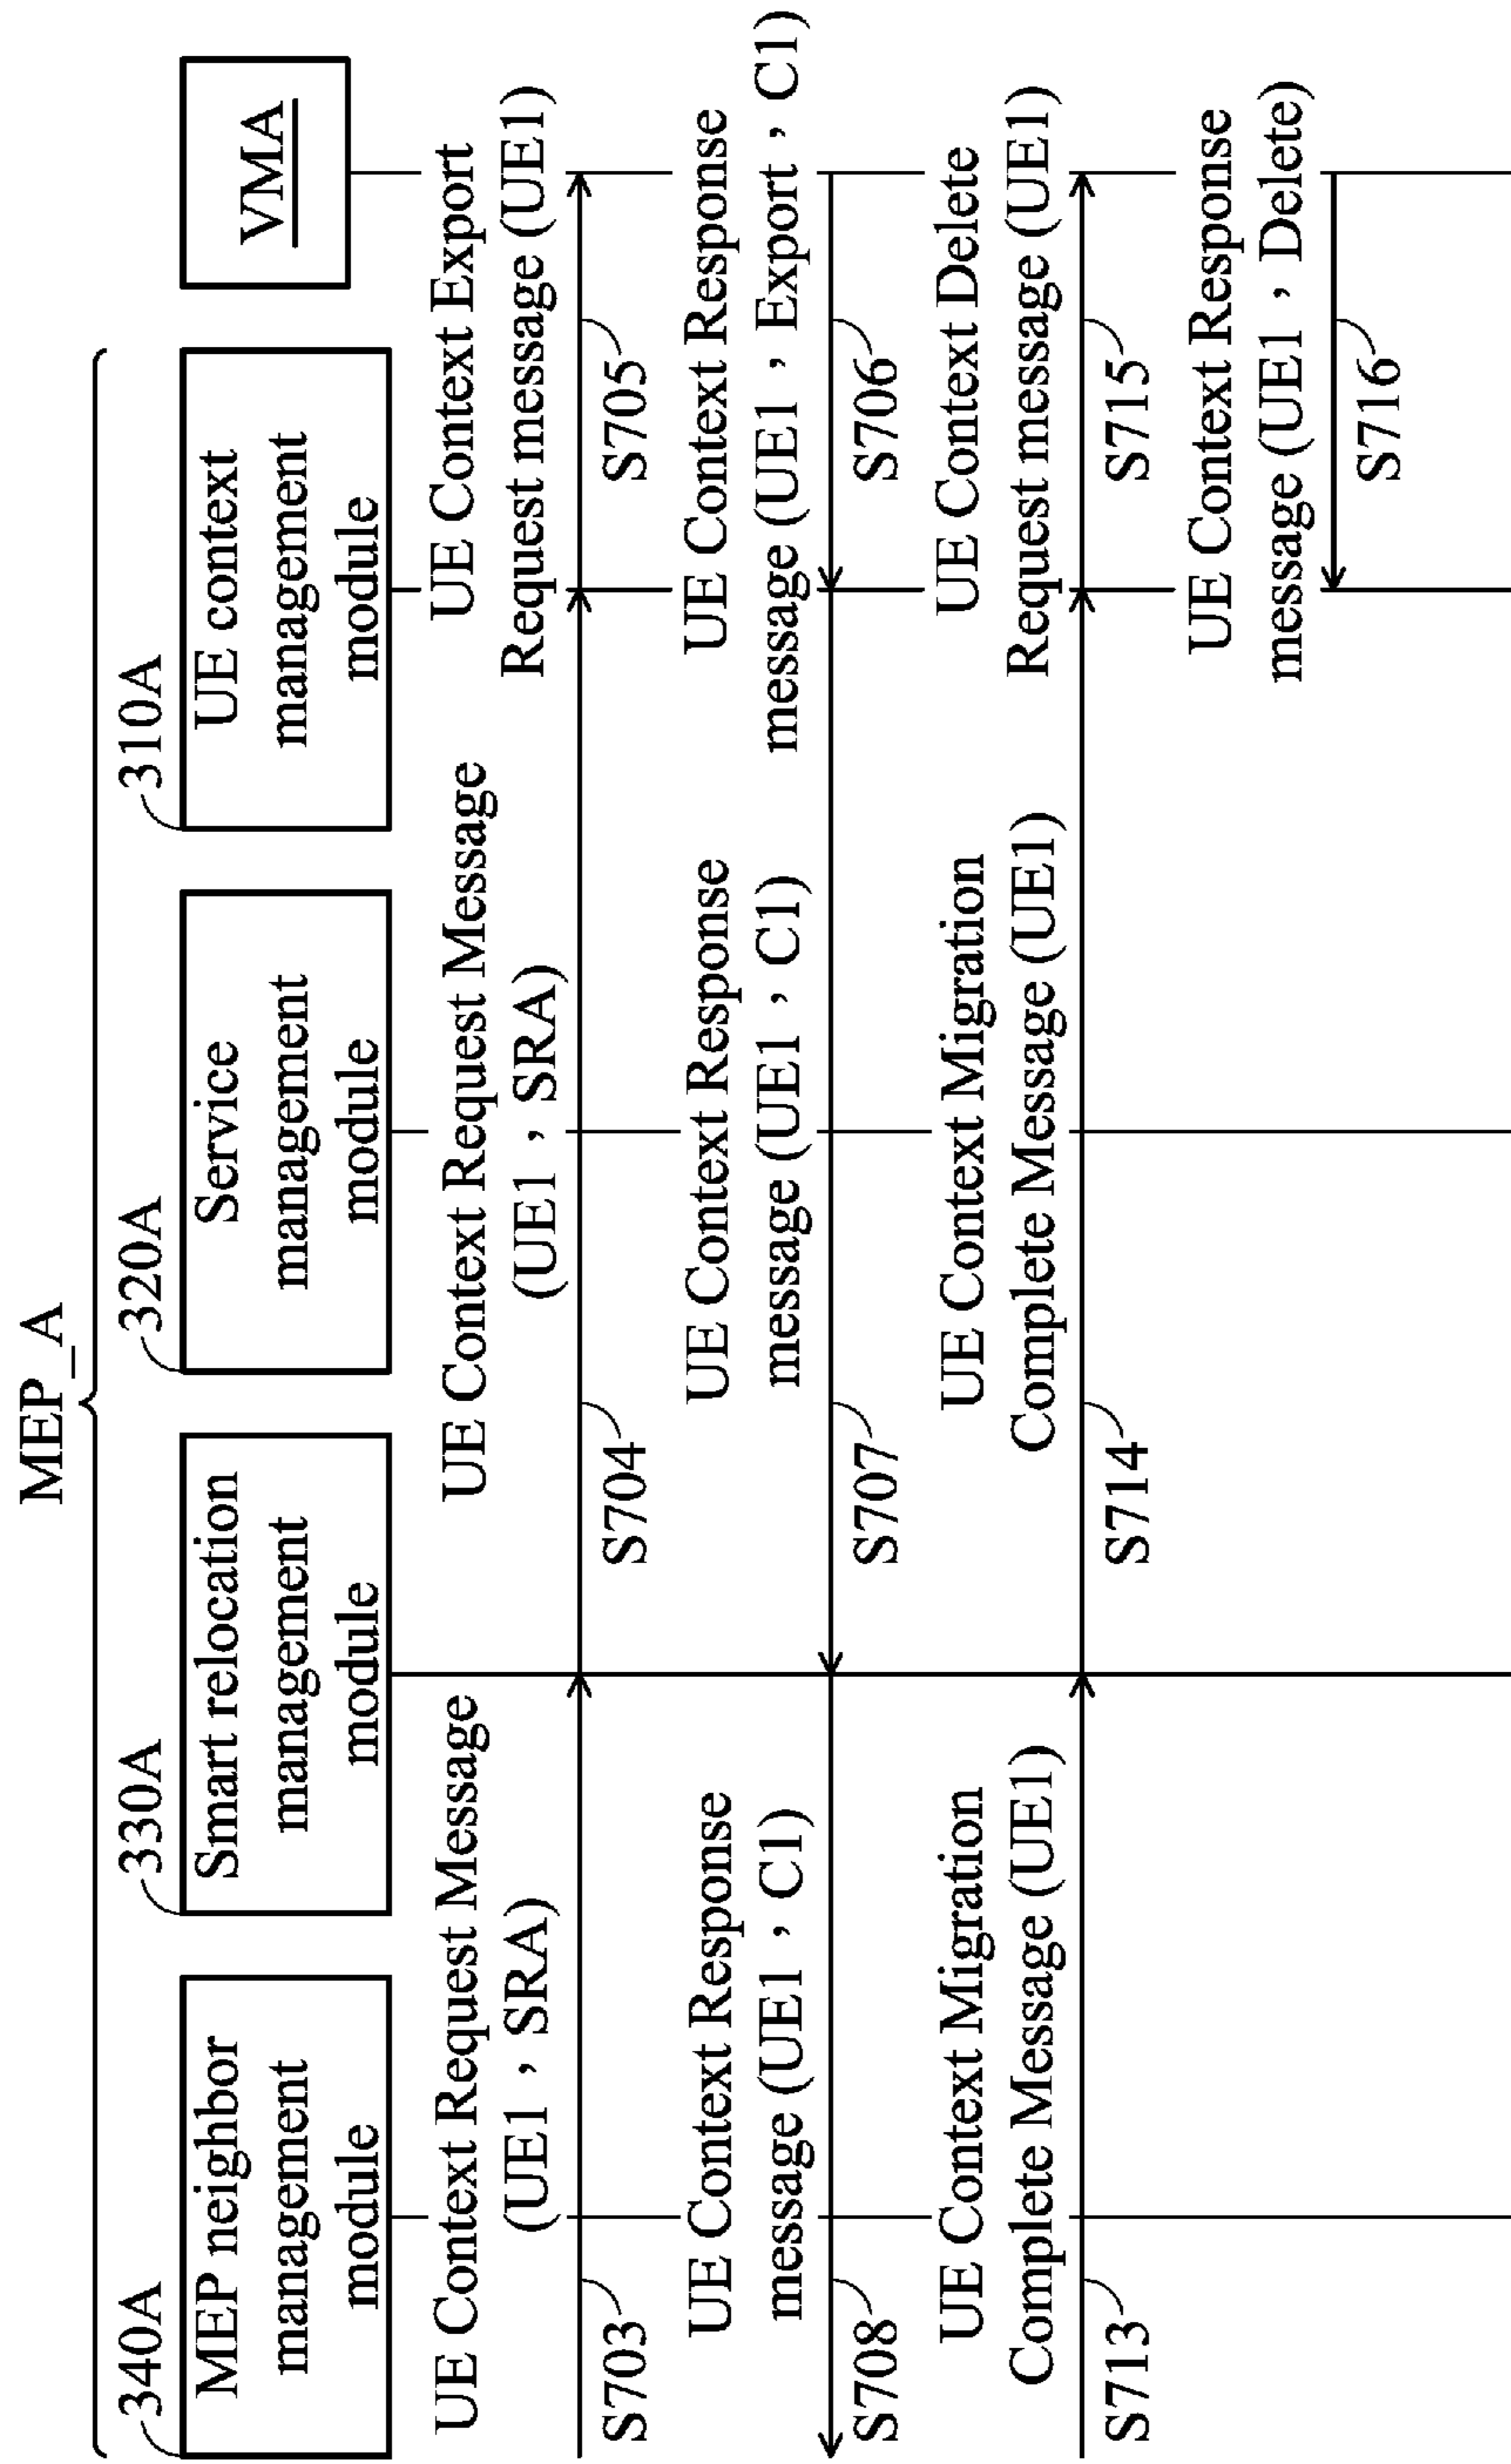 MEP_A
340A
330A
320A
310A
MEP neighbor
management
module
Smart relocation
management
module
Service
management
module
UE context
management
module
VMA
UE Context Request Message
(UE1 , SRA)
S703
UE Context Request Message
(UE1 , SRA)
S704
UE Context Export
Request message (UE1)
S705
UE Context Response
message (UE1 , C1)
S708
UE Context Response
message (UE1 , C1)
S707
UE Context Response
message (UE1 , Export , C1)
S706
UE Context Migration
Complete Message (UE1)
S713
UE Context Migration
Complete Message (UE1)
S714
UE Context Delete
Request message (UE1)
S715
UE Context Response
message (UE1 , Delete)
S716